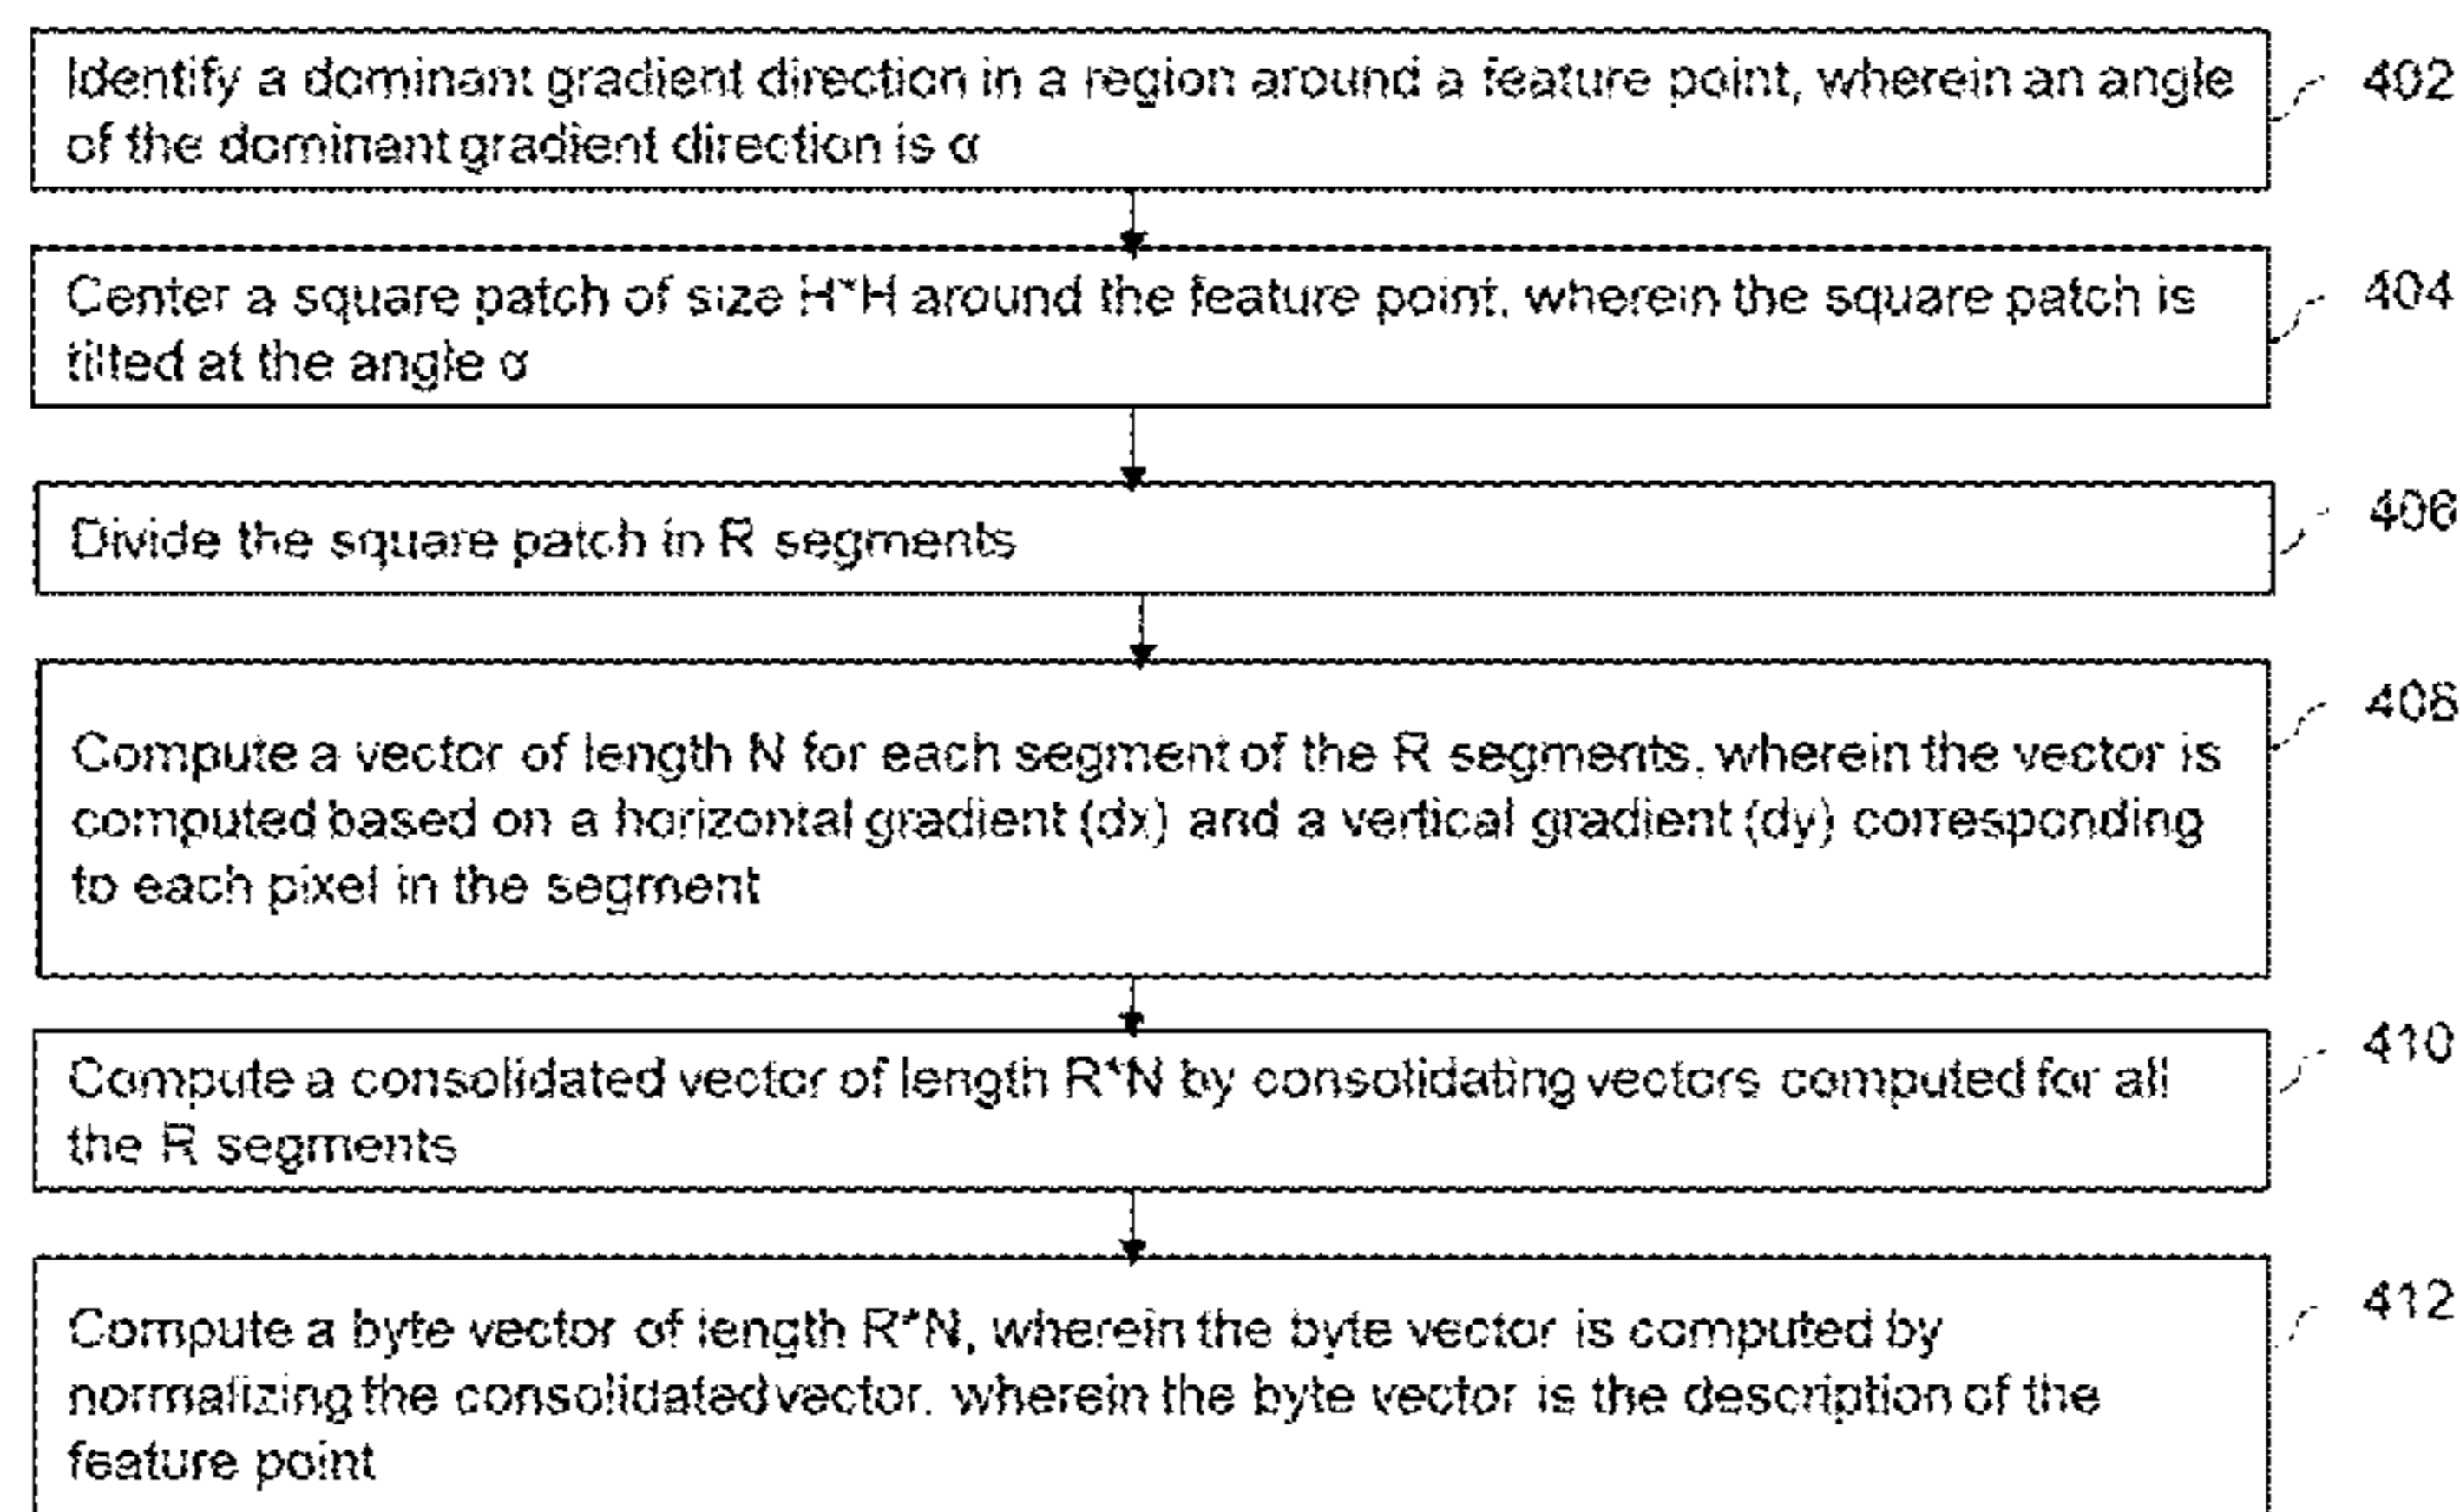 Identify a dominant gradient direction in a region around a feature point, wherein an angle
of the dominant gradient direction is α
402
Center a square patch of size H*H around the feature point, wherein the square patch is
tilted at the angle α
404
Divide the square patch in R segments
406
Compute a vector of length N for each segment of the R segments, wherein the vector is
computed based on a horizontal gradient (dx) and a vertical gradient (dy) corresponding
to each pixel in the segment
408
Compute a consolidated vector of length R*N by consolidating vectors computed for all
the R segments
410
Compute a byte vector of length R*N, wherein the byte vector is computed by
normalizing the consolidated vector, wherein the byte vector is the description of the
feature point
412